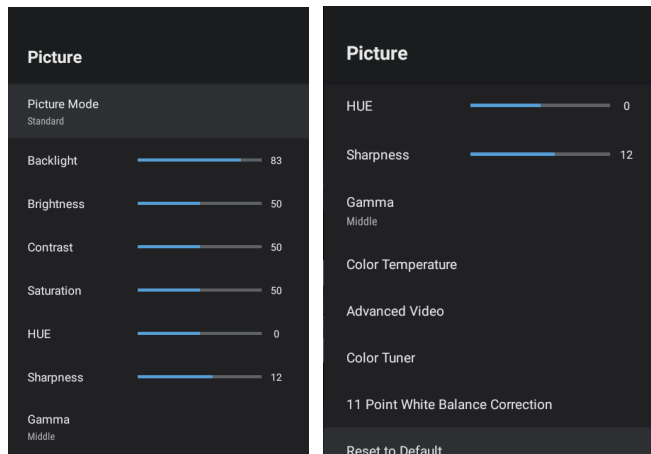 Picture
Picture Mode
Standard
Backlight 83
Brightness 50
Contrast 50
Saturation 50
HUE 0
Sharpness 12
Gamma
Middle
Picture
HUE 0
Sharpness 12
Gamma
Middle
Color Temperature
Advanced Video
Color Tuner
11 Point White Balance Correction
Reset to Default